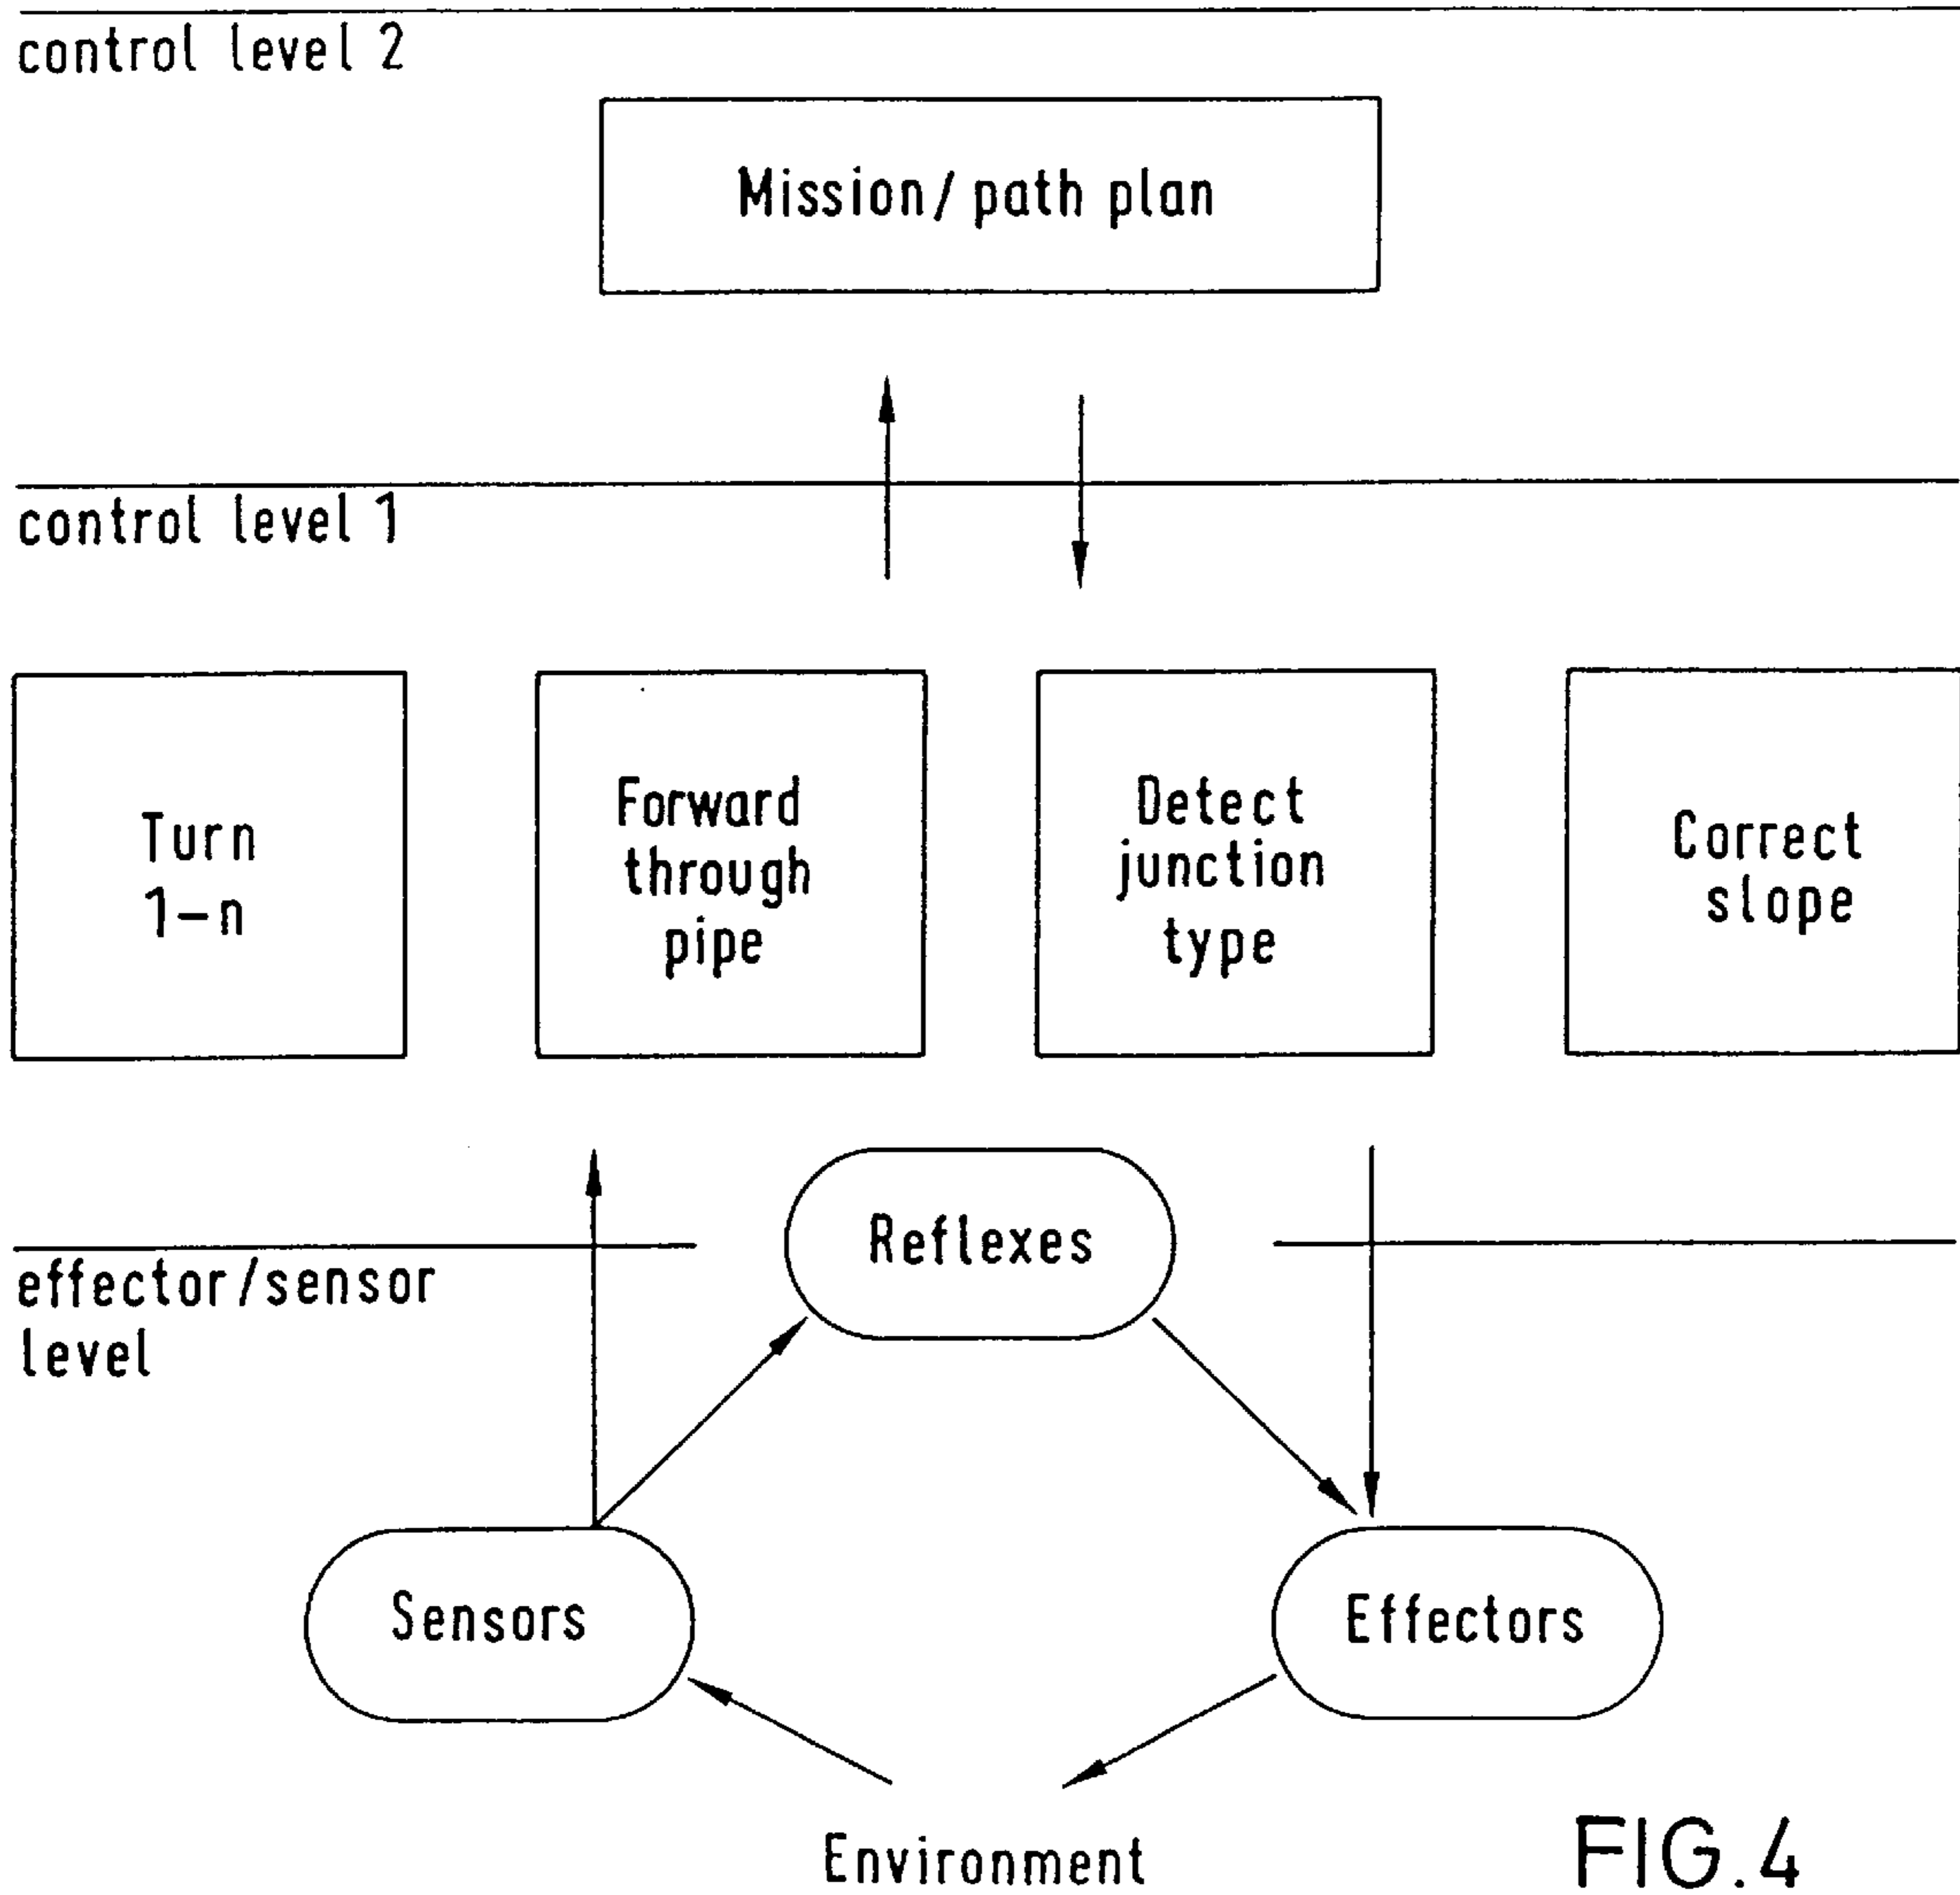 control level 2
Mission/path plan
control level 1
Turn
1-n
Forward
through
pipe
Detect
junction
type
Correct
slope
Reflexes
effector/sensor
level
Sensors
Effectors
Environment
FIG.4